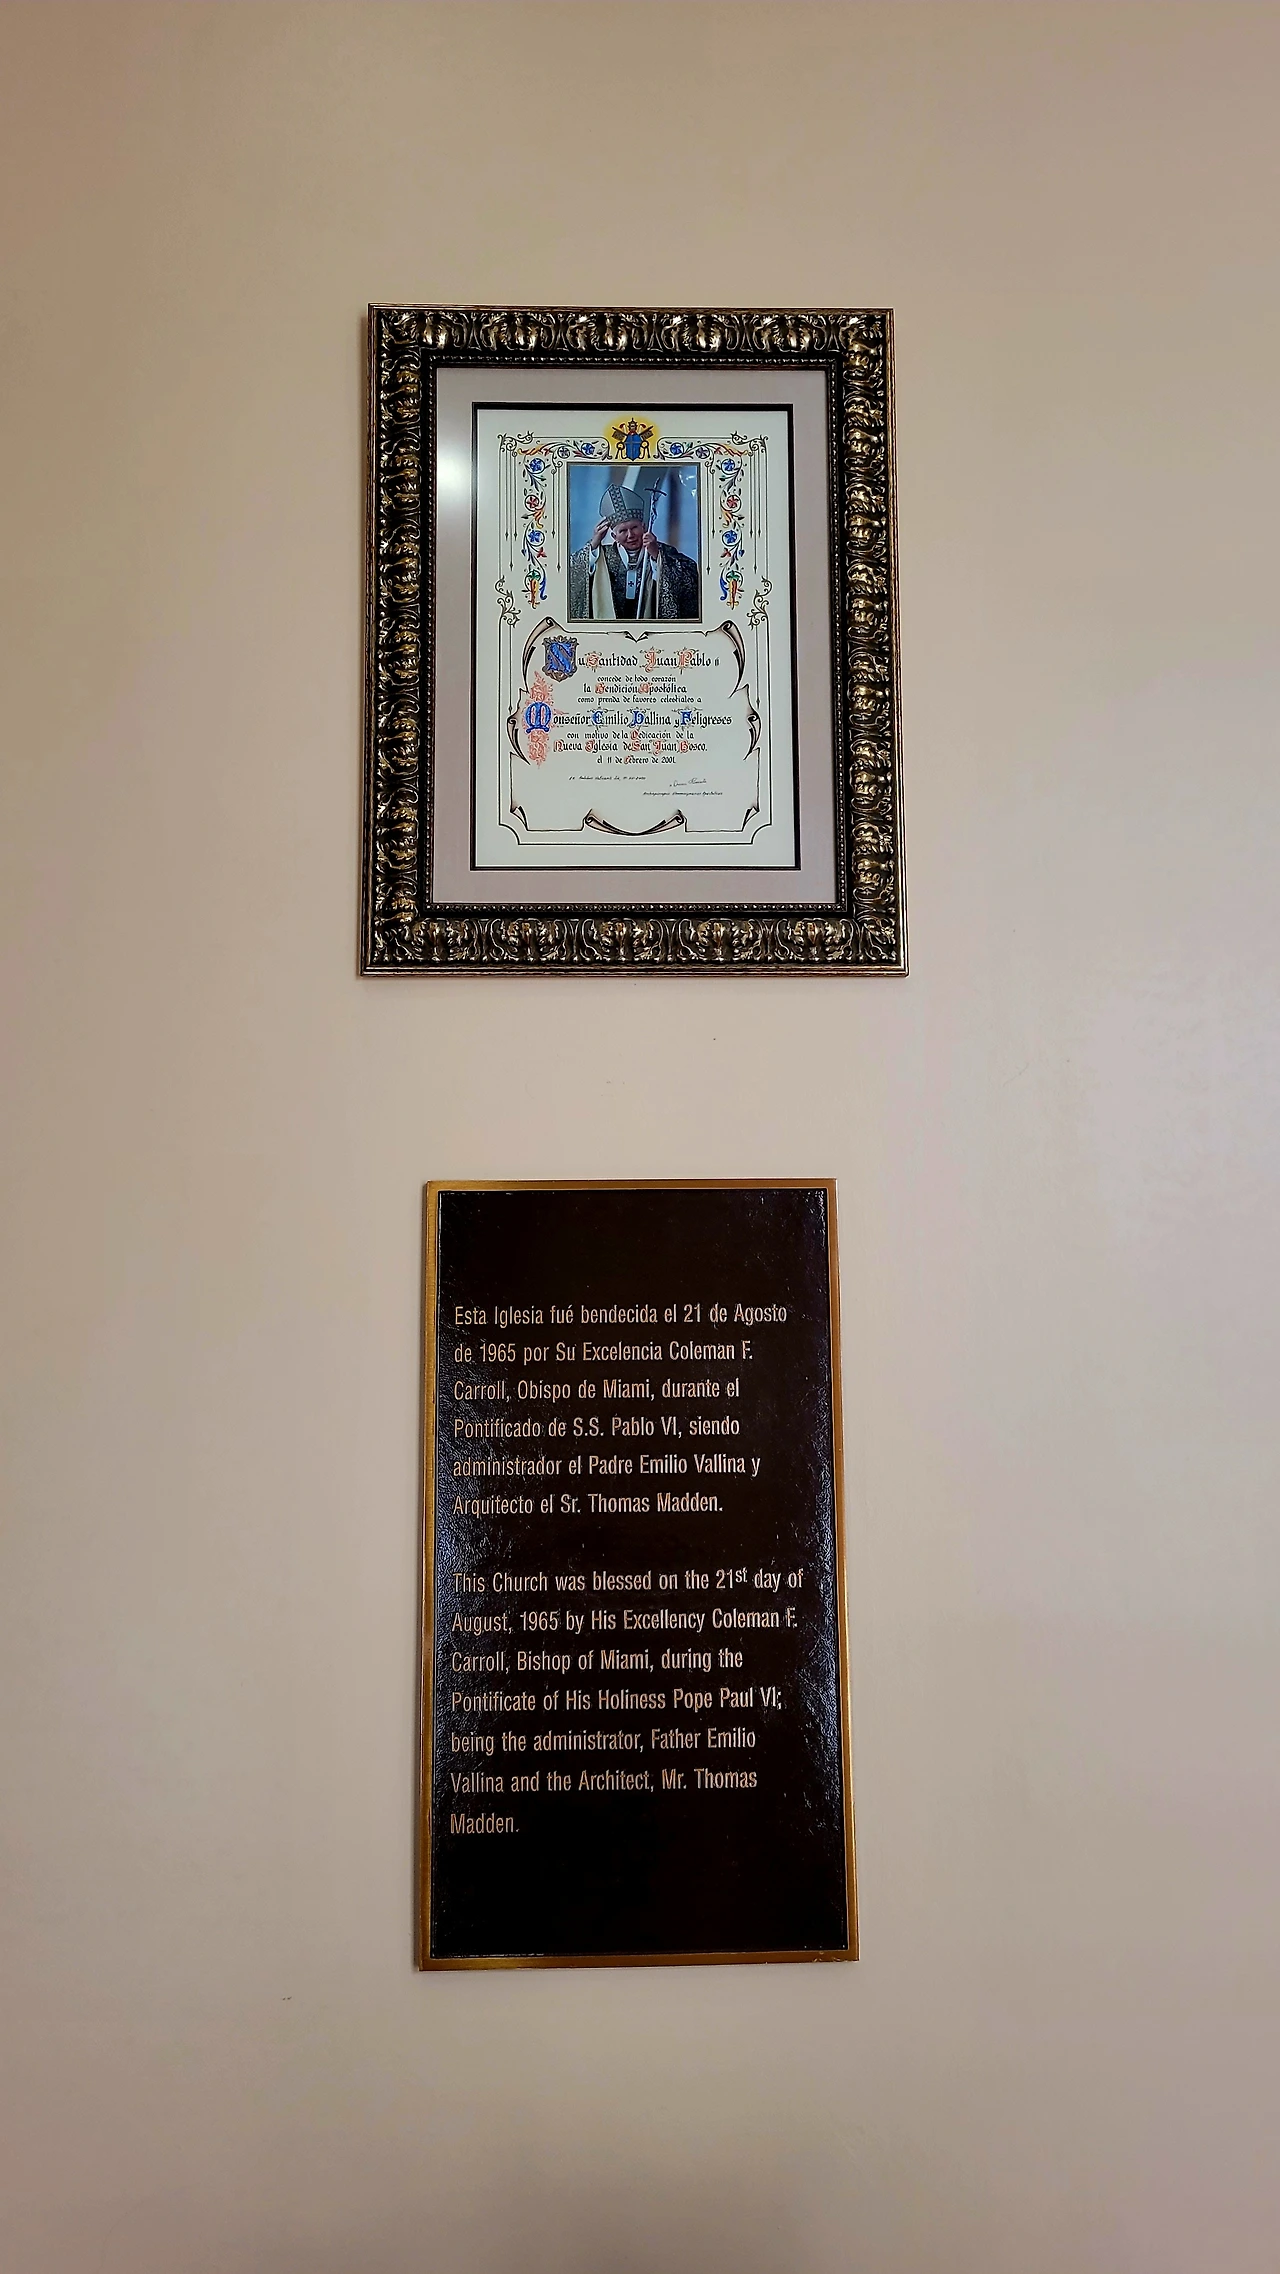 Su Santidad Juan Pablo II
concede de todo corazón
la Bendición Apostólica
como prenda de favores celestiales a
Monseñor Emilio Vallina y Feligreses
con motivo de la Dedicación de la
Nueva Iglesia de San Juan Bosco.
el 11 de Febrero de 2001.
Esta Iglesia fué bendecida el 21 de Agosto
de 1965 por Su Excelencia Coleman F.
Carroll, Obispo de Miami, durante el
Pontificado de S.S. Pablo VI, siendo
administrador el Padre Emilio Vallina y
Arquitecto el Sr. Thomas Madden.
This Church was blessed on the 21st day of
August, 1965 by His Excellency Coleman F.
Carroll, Bishop of Miami, during the
Pontificate of His Holiness Pope Paul VI;
being the administrator, Father Emilio
Vallina and the Architect, Mr. Thomas
Madden.